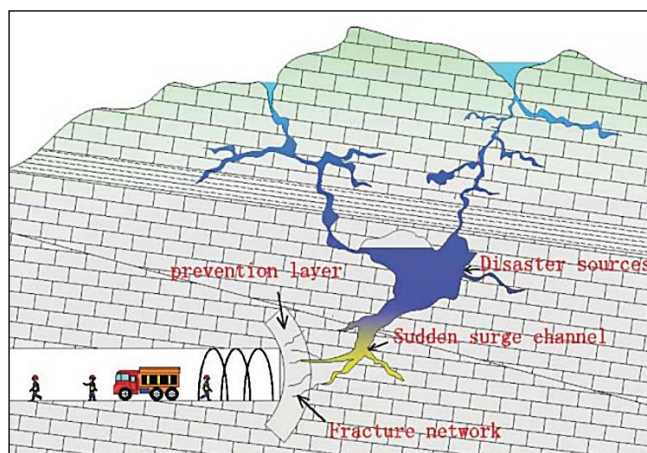 prevention layer
Disaster sources
Sudden surge channel
Fracture network